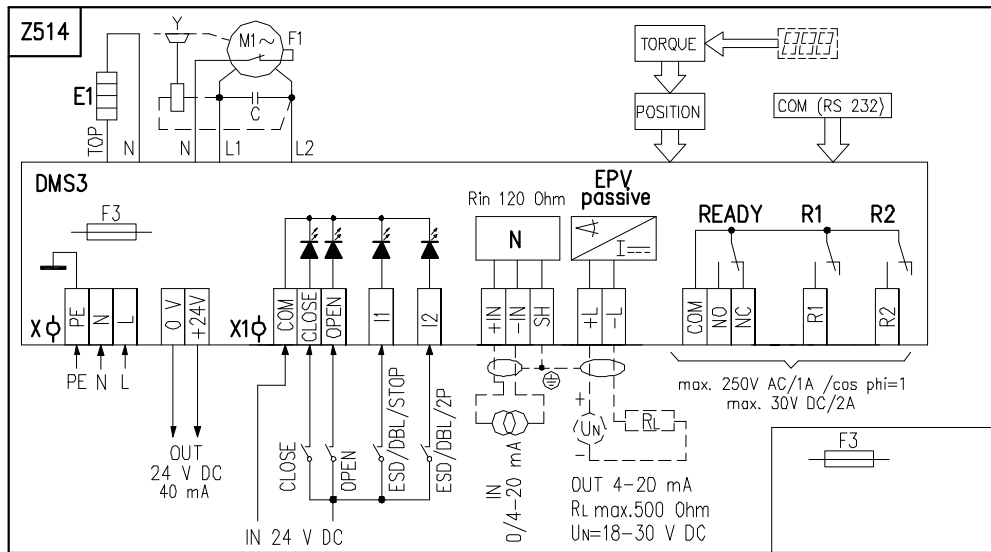 Z514
Y
M1~
F1
TORQUE
E1
C
POSITION
COM (RS 232)
TOP
N
N
L1
L2
DMS3
F3
Rin 120 Ohm
EPV
passive
N
I
READY
R1
R2
X
PE
N
L
0 V
+24V
X1
COM
CLOSE
OPEN
I1
I2
+IN
-IN
SH
+L
-L
COM
NO
NC
R1
R2
PE N L
OUT
24 V DC
40 mA
CLOSE
OPEN
ESD/DBL/STOP
ESD/DBL/2P
IN 24 V DC
IN
0/4-20 mA
+
UN
-
RL
OUT 4-20 mA
RL max.500 Ohm
UN=18-30 V DC
max. 250V AC/1A /cos phi=1
max. 30V DC/2A
F3